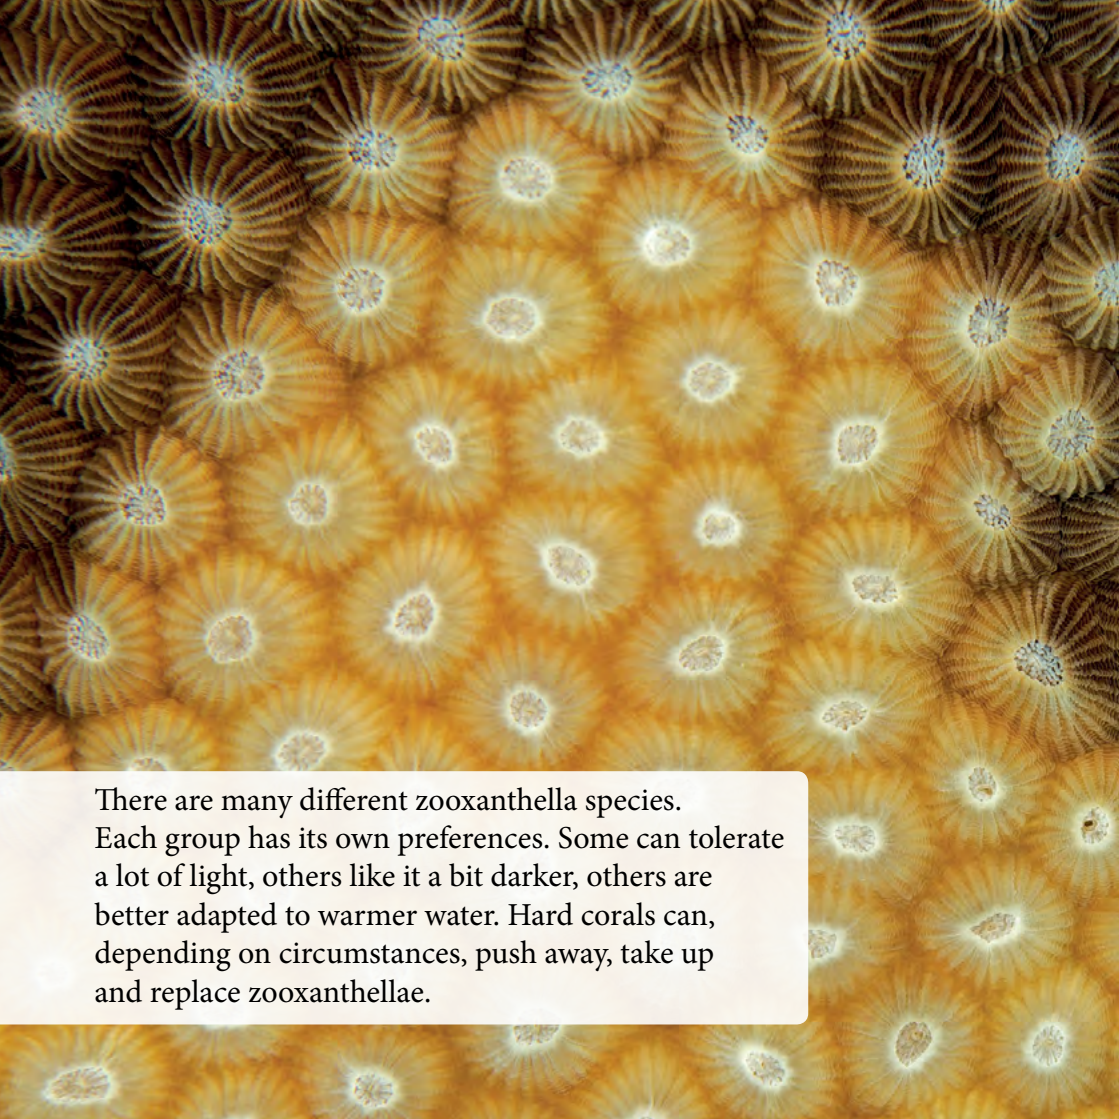 There are many different zooxanthella species.
Each group has its own preferences. Some can tolerate
a lot of light, others like it a bit darker, others are
better adapted to warmer water. Hard corals can,
depending on circumstances, push away, take up
and replace zooxanthellae.